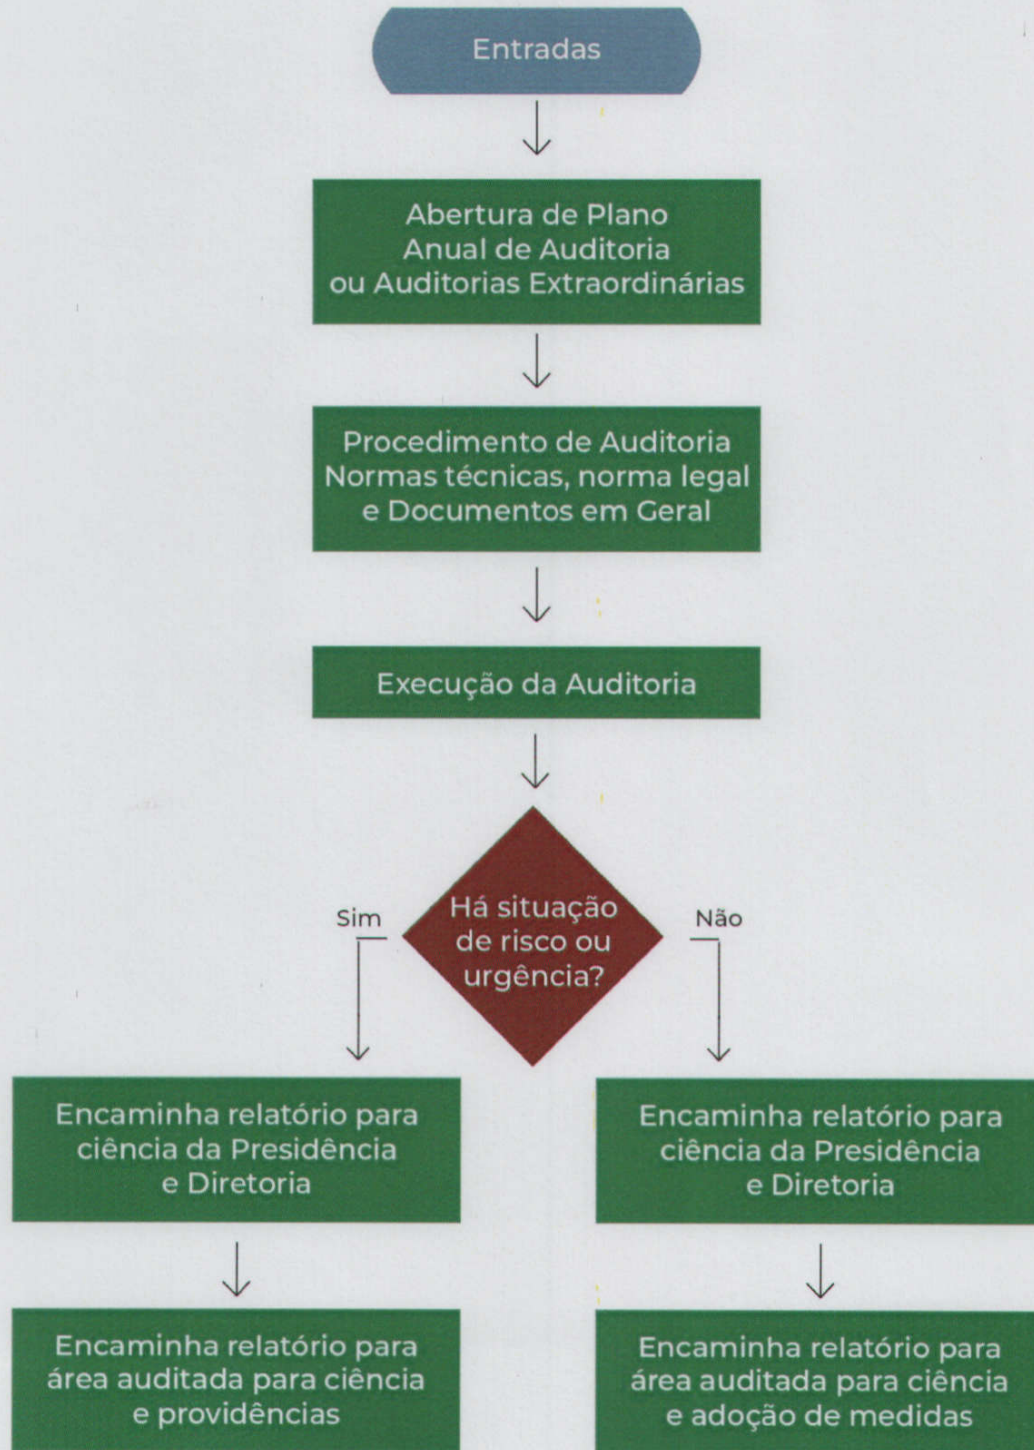 Entradas
Abertura de Plano
Anual de Auditoria
ou Auditorias Extraordinárias
Procedimento de Auditoria
Normas técnicas, norma legal
e Documentos em Geral
Execução da Auditoria
Há situação
de risco ou
urgência?
Sim
Não
Encaminha relatório para
ciência da Presidência
e Diretoria
Encaminha relatório para
ciência da Presidência
e Diretoria
Encaminha relatório para
área auditada para ciência
e providências
Encaminha relatório para
área auditada para ciência
e adoção de medidas